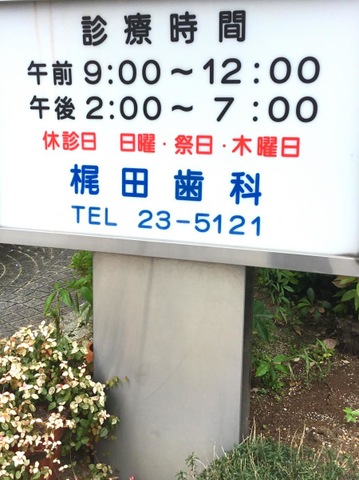 診療時間
午前 9:00〜12:00
午後 2:00〜 7:00
休診日 日曜・祭日・木曜日
梶田歯科
TEL 23-5121